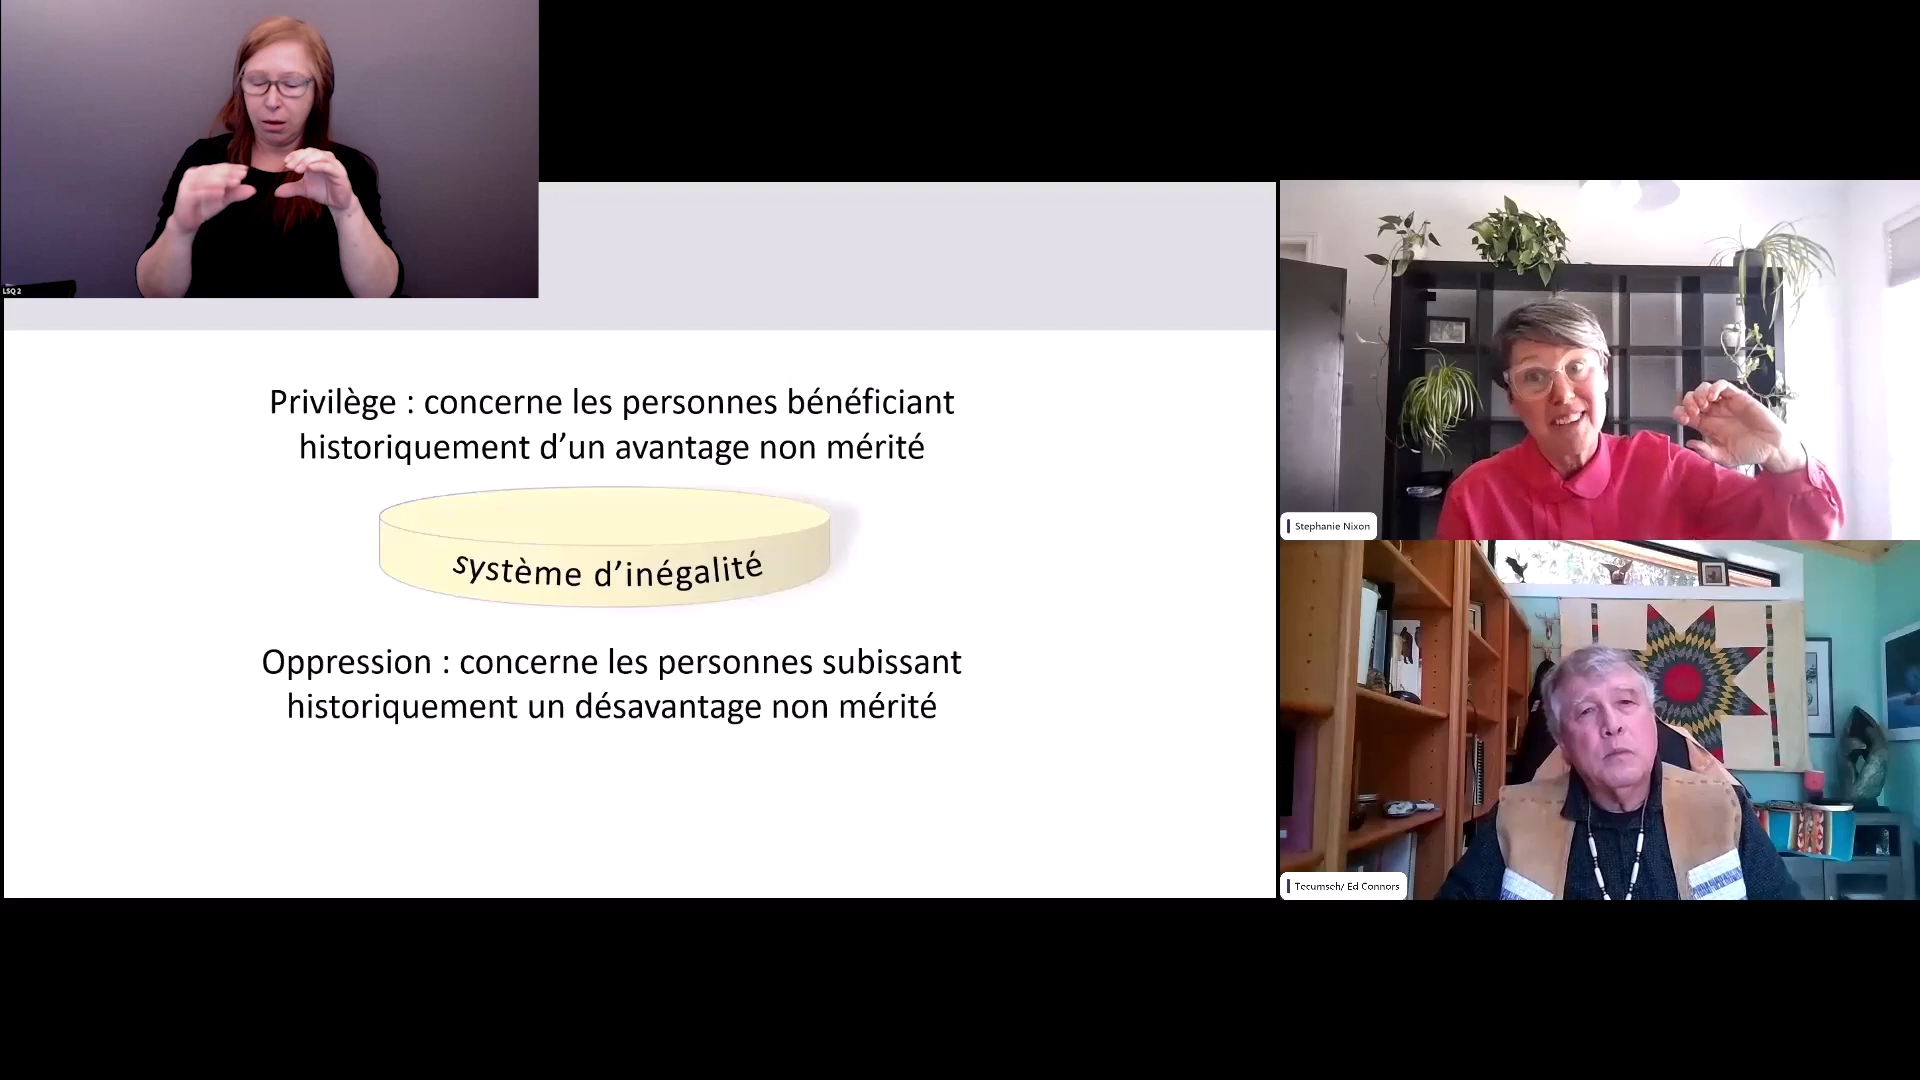 LSQ 2
Privilège : concerne les personnes bénéficiant
historiquement d’un avantage non mérité
système d’inégalité
Oppression : concerne les personnes subissant
historiquement un désavantage non mérité
Stephanie Nixon
Tecumseh/ Ed Connors